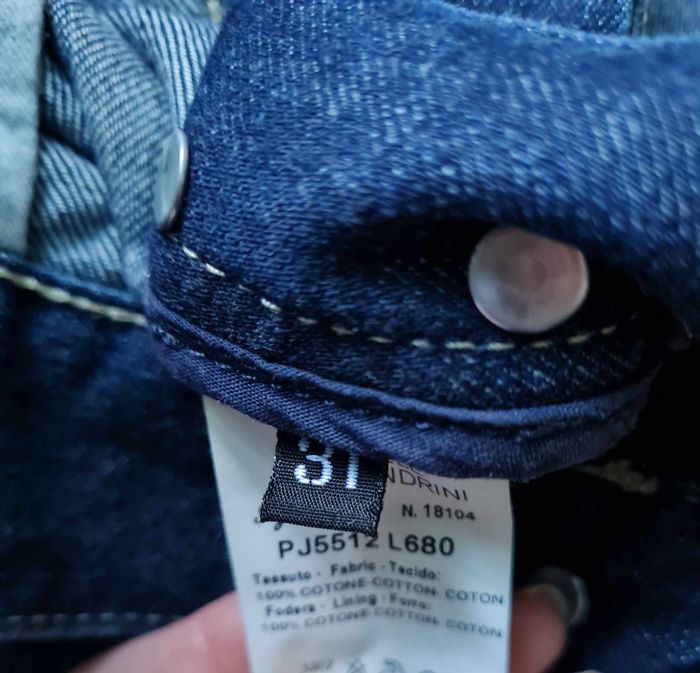 31
NDRINI
N. 18104
PJ5512 L680
Tessuto - Fabric - Tecido:
100% COTONE-COTTON- COTON
Fodera - Lining - Forro:
100% COTONE-COTTON- COTON